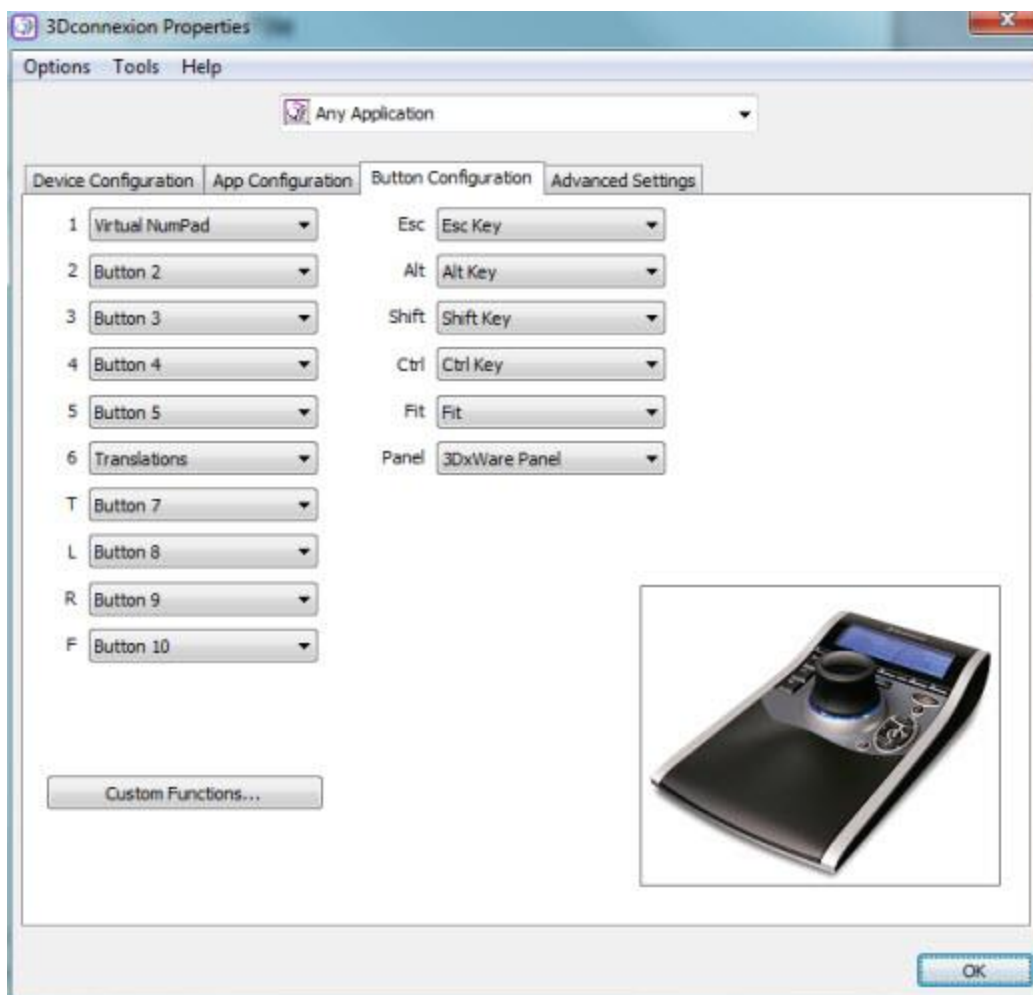 3Dconnexion Properties
Options Tools Help
Any Application
Device Configuration App Configuration Button Configuration Advanced Settings
1 Virtual NumPad Esc Esc Key
2 Button 2 Alt Alt Key
3 Button 3 Shift Shift Key
4 Button 4 Ctrl Ctrl Key
5 Button 5 Fit Fit
6 Translations Panel 3DxWare Panel
T Button 7
L Button 8
R Button 9
F Button 10
Custom Functions...
OK